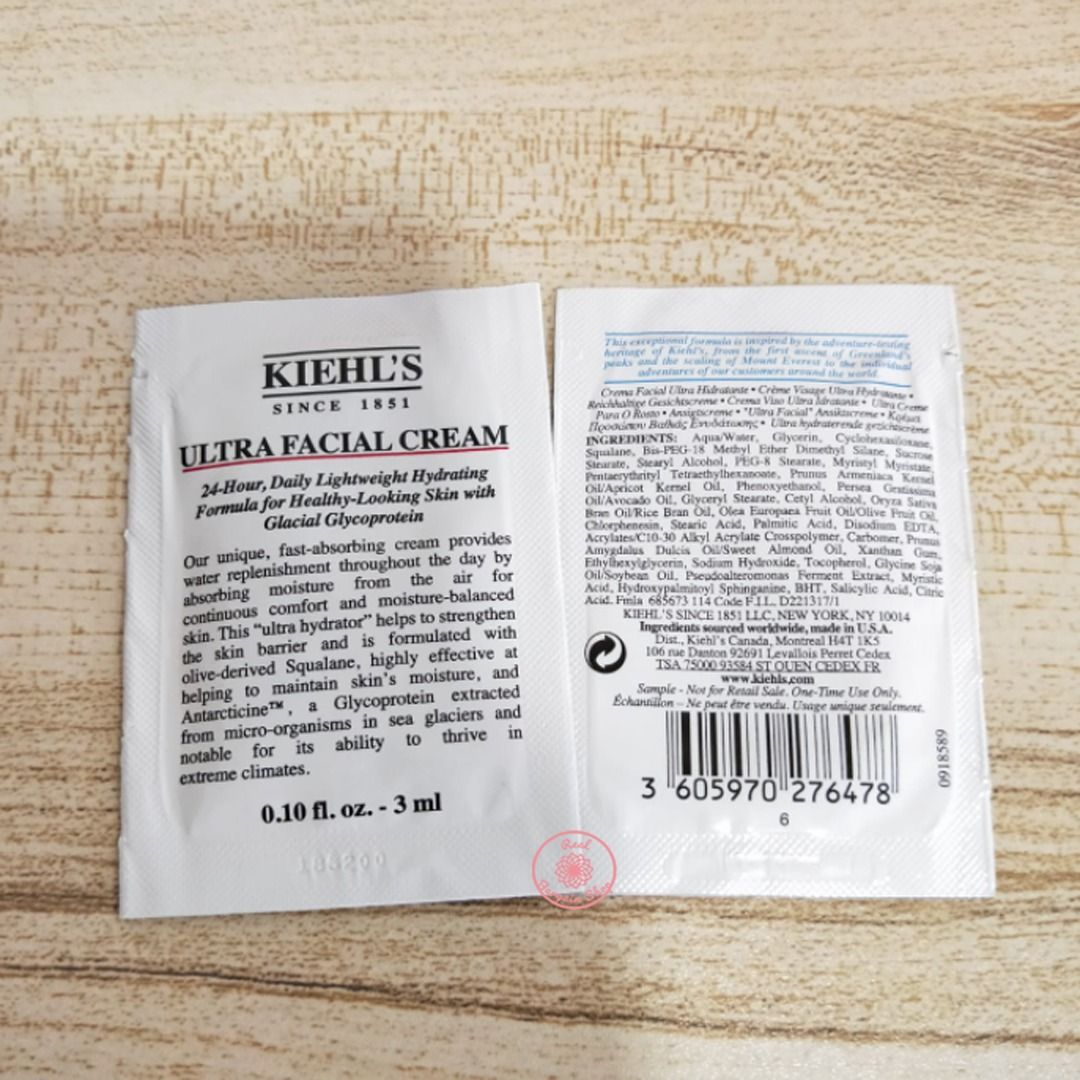 KIEHL'S
SINCE 1851
ULTRA FACIAL CREAM
24-Hour, Daily Lightweight Hydrating
Formula for Healthy-Looking Skin with
Glacial Glycoprotein
Our unique, fast-absorbing cream provides
water replenishment throughout the day by
absorbing moisture from the air for
continuous comfort and moisture-balanced
skin. This “ultra hydrator” helps to strengthen
the skin barrier and is formulated with
olive-derived Squalane, highly effective at
helping to maintain skin's moisture, and
Antarcticine™, a Glycoprotein extracted
from micro-organisms in sea glaciers and
notable for its ability to thrive in
extreme climates.
0.10 fl. oz. - 3 ml
This exceptional formula is inspired by the adventure-testing
heritage of Kiehl's, from the first ascent of Greenland's
peaks and the scaling of Mount Everest to the individual
adventures of our customers around the world.
Crema Facial Ultra Hidratante • Crème Visage Ultra Hydratante •
Reichhaltige Gesichtscreme • Crema Viso Ultra Idratante • Ultra Creme
Para O Rosto • Ansigtscreme • "Ultra Facial" Ansiktscreme • Κρέμα
Προσώπου Βαθιάς Ενυδάτωσης • Ultra hydraterende gezichtscrème
INGREDIENTS: Aqua/Water, Glycerin, Cyclohexasiloxane,
Squalane, Bis-PEG-18 Methyl Ether Dimethyl Silane, Sucrose
Stearate, Stearyl Alcohol, PEG-8 Stearate, Myristyl Myristate,
Pentaerythrityl Tetraethylhexanoate, Prunus Armeniaca Kernel
Oil/Apricot Kernel Oil, Phenoxyethanol, Persea Gratissima
Oil/Avocado Oil, Glyceryl Stearate, Cetyl Alcohol, Oryza Sativa
Bran Oil/Rice Bran Oil, Olea Europaea Fruit Oil/Olive Fruit Oil,
Chlorphenesin, Stearic Acid, Palmitic Acid, Disodium EDTA,
Acrylates/C10-30 Alkyl Acrylate Crosspolymer, Carbomer, Prunus
Amygdalus Dulcis Oil/Sweet Almond Oil, Xanthan Gum,
Ethylhexylglycerin, Sodium Hydroxide, Tocopherol, Glycine Soja
Oil/Soybean Oil, Pseudoalteromonas Ferment Extract, Myristic
Acid, Hydroxypalmitoyl Sphinganine, BHT, Salicylic Acid, Citric
Acid. Fmla 685673 114 Code F.I.L. D221317/1
KIEHL'S SINCE 1851 LLC, NEW YORK, NY 10014
Ingredients sourced worldwide, made in U.S.A.
Dist., Kiehl's Canada, Montreal H4T 1K5
106 rue Danton 92691 Levallois Perret Cedex
TSA 75000 93584 ST OUEN CEDEX FR
www.kiehls.com
Sample - Not for Retail Sale. One-Time Use Only.
Échantillon – Ne peut être vendu. Usage unique seulement.
3 605970 276478
6
0918589
Real